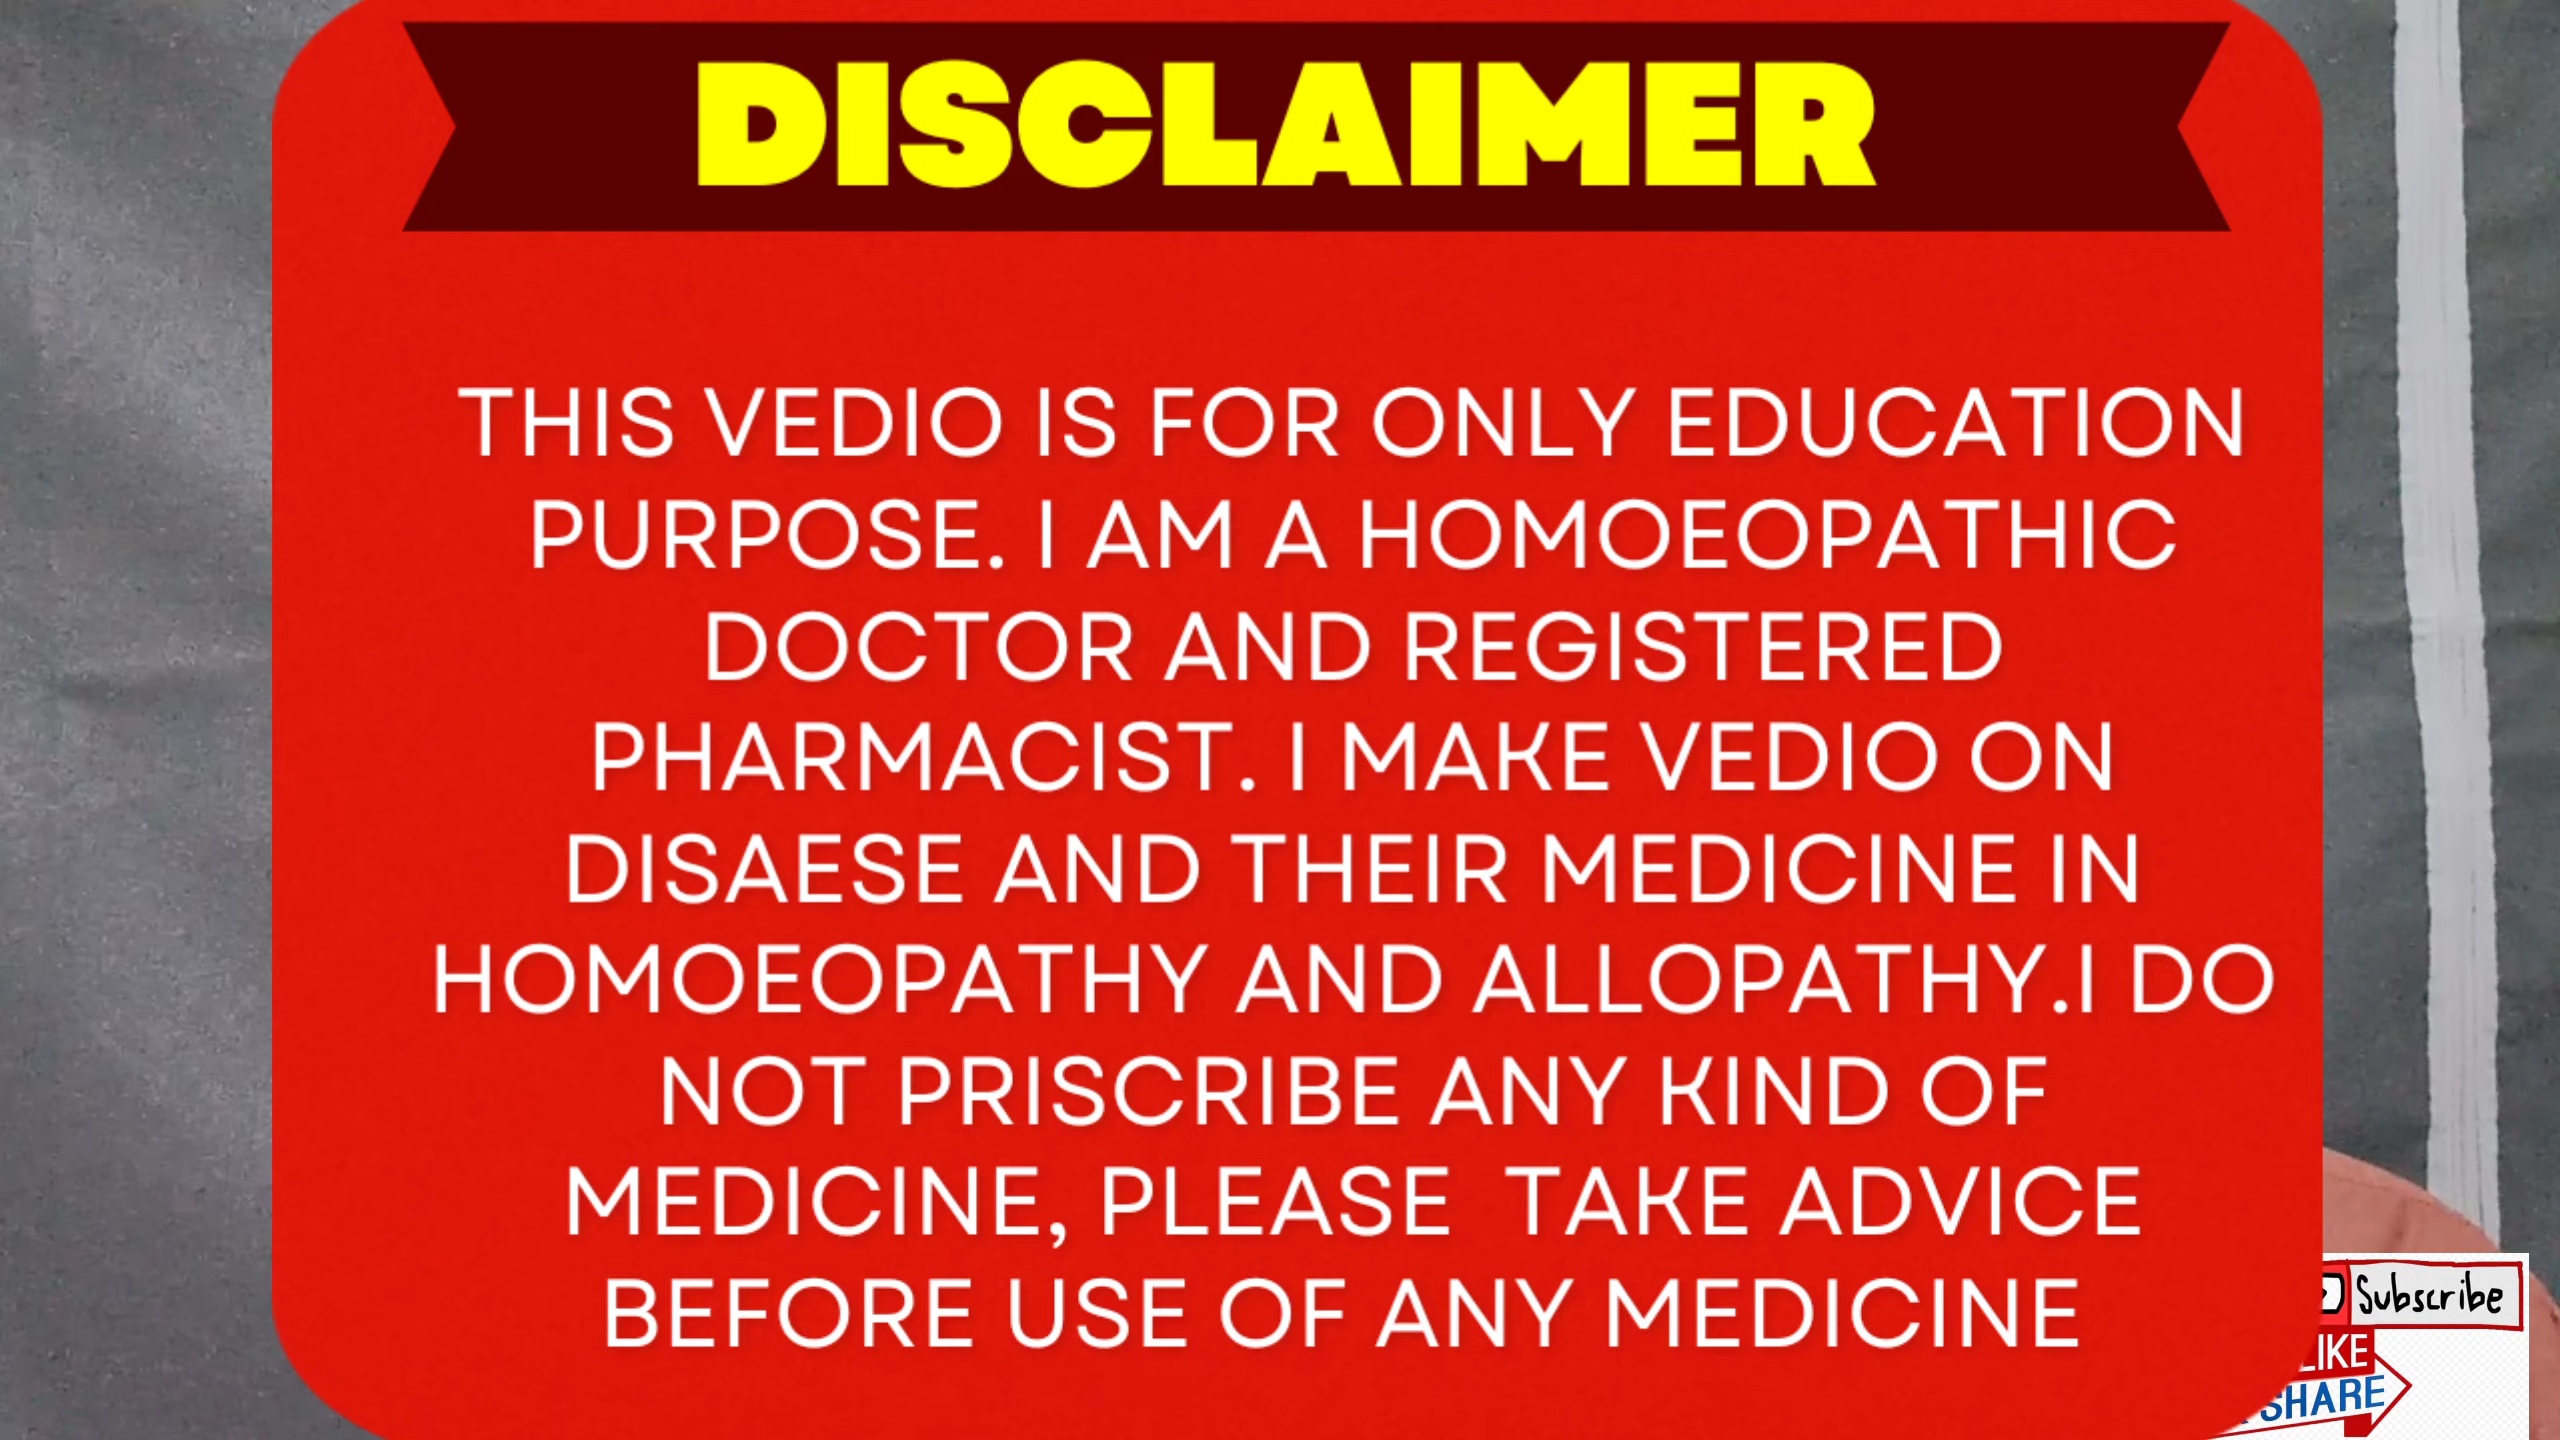 DISCLAIMER
THIS VEDIO IS FOR ONLY EDUCATION
PURPOSE. I AM A HOMOEOPATHIC
DOCTOR AND REGISTERED
PHARMACIST. I MAKE VEDIO ON
DISAESE AND THEIR MEDICINE IN
HOMOEOPATHY AND ALLOPATHY.I DO
NOT PRISCRIBE ANY KIND OF
MEDICINE, PLEASE TAKE ADVICE
BEFORE USE OF ANY MEDICINE
Subscribe
LIKE
SHARE